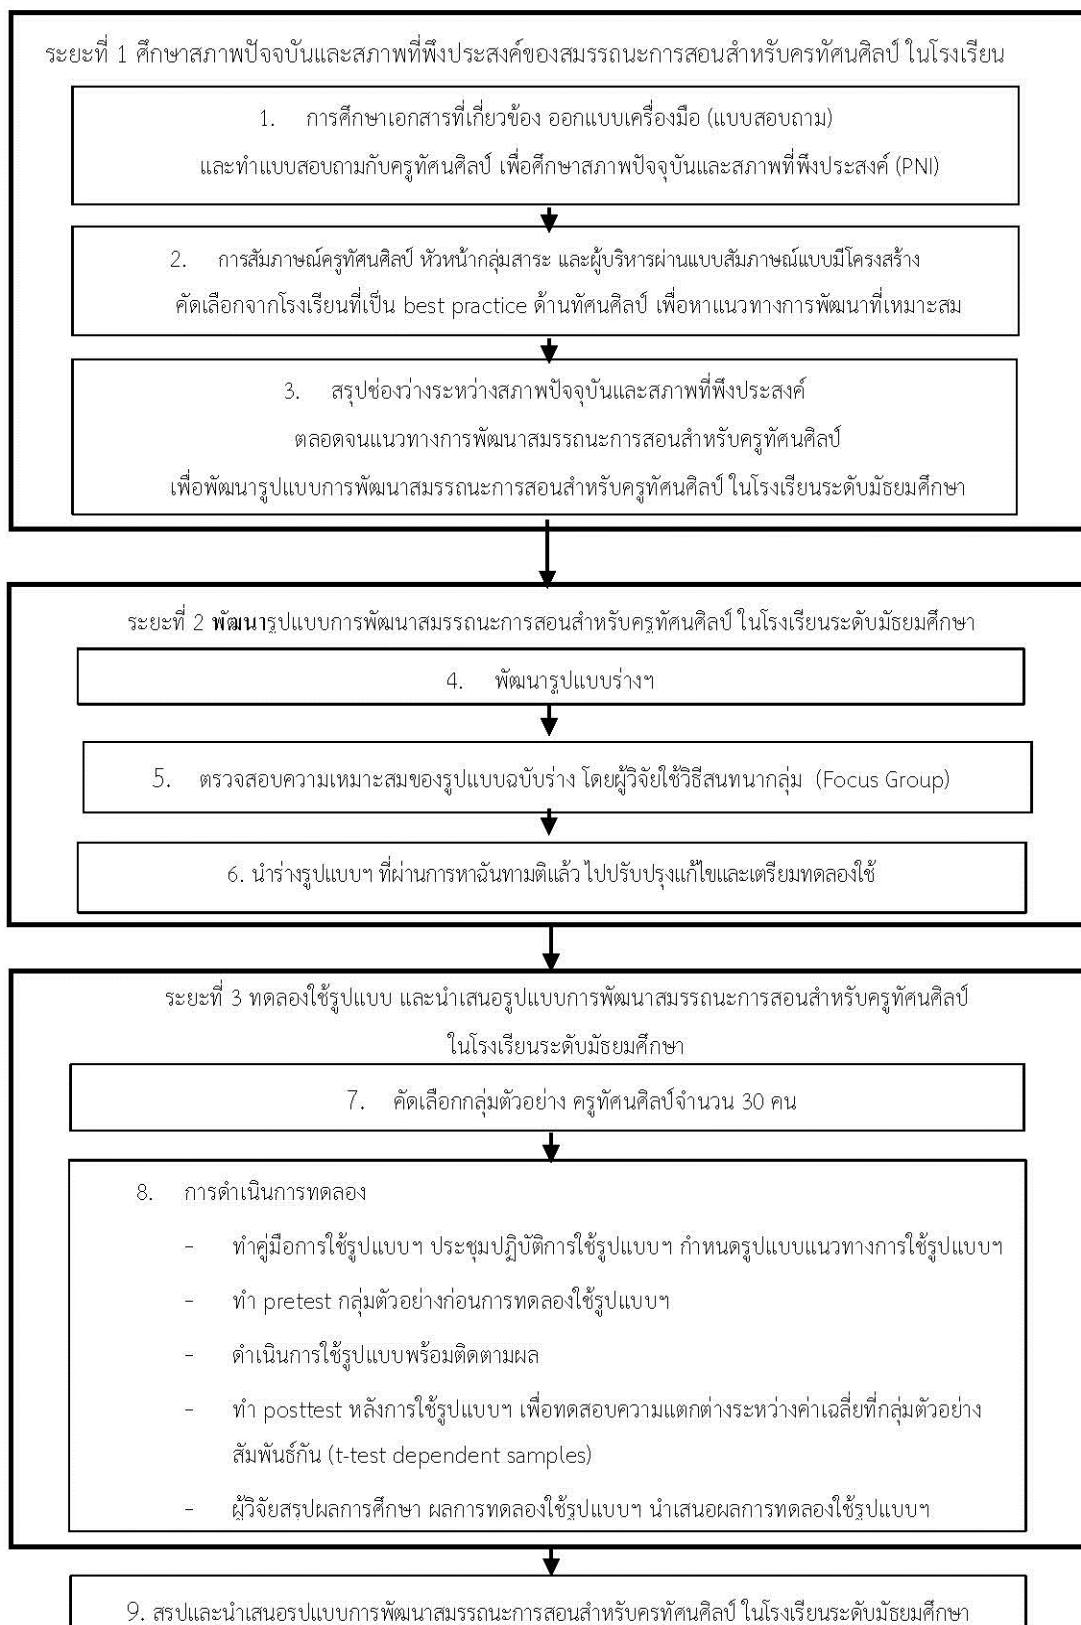 ระยะที่ 1 ศึกษาสภาพปัจจบันและสภาพที่พึงประสงค์ของสมรรถนะการสอนสำหรับครทัศนศิลป์ ในโรงเรียน
1. การศึกษาเอกสารที่เกี่ยวข้อง ออกแบบเครื่องมือ (แบบสอบถาม)
และทำแบบสอบถามกับครูทัศนศิลป์ เพื่อศึกษาสภาพปัจจุบันและสภาพที่พึงประสงค์ (PNI)
2. การสัมภาษณ์ครูทัศนศิลป์ หัวหน้ากลุ่มสาระ และผู้บริหารผ่านแบบสัมภาษณ์แบบมีโครงสร้าง
คัดเลือกจากโรงเรียนที่เป็น best practice ด้านทัศนศิลป์ เพื่อหาแนวทางการพัฒนาที่เหมาะสม
3. สรุปช่องว่างระหว่างสภาพปัจจุบันและสภาพที่พึงประสงค์
ตลอดจนแนวทางการพัฒนาสมรรถนะการสอนสำหรับครูทัศนศิลป์
เพื่อพัฒนารูปแบบการพัฒนาสมรรถนะการสอนสำหรับครูทัศนศิลป์ ในโรงเรียนระดับมัธยมศึกษา
ระยะที่ 2 พัฒนารูปแบบการพัฒนาสมรรถนะการสอนสำหรับครูทัศนศิลป์ ในโรงเรียนระดับมัธยมศึกษา
4. พัฒนารูปแบบร่างฯ
5. ตรวจสอบความเหมาะสมของรูปแบบฉบับร่าง โดยผู้วิจัยใช้วิธีสนทนากลุ่ม (Focus Group)
6. นำร่างรูปแบบฯ ที่ผ่านการหาฉันทามติแล้ว ไปปรับปรุงแก้ไขและเตรียมทดลองใช้
ระยะที่ 3 ทดลองใช้รูปแบบ และนำเสนอรูปแบบการพัฒนาสมรรถนะการสอนสำหรับครูทัศนศิลป์
ในโรงเรียนระดับมัธยมศึกษา
7. คัดเลือกกลุ่มตัวอย่าง ครูทัศนศิลป์จำนวน 30 คน
8. การดำเนินการทดลอง
- ทำคู่มือการใช้รูปแบบฯ ประชุมปฏิบัติการใช้รูปแบบฯ กำหนดรูปแบบแนวทางการใช้รูปแบบฯ
- ทำ pretest กลุ่มตัวอย่างก่อนการทดลองใช้รูปแบบฯ
- ดำเนินการใช้รูปแบบพร้อมติดตามผล
- ทำ posttest หลังการใช้รูปแบบฯ เพื่อทดสอบความแตกต่างระหว่างค่าเฉลี่ยที่กลุ่มตัวอย่าง
สัมพันธ์กัน (t-test dependent samples)
- ผู้วิจัยสรุปผลการศึกษา ผลการทดลองใช้รูปแบบฯ นำเสนอผลการทดลองใช้รูปแบบฯ
9. สรปและนำเสนอรปแบบการพัฒนาสมรรถนะการสอนสำหรับครทัศนศิลป์ ในโรงเรียนระดับมัธยมศึกษา